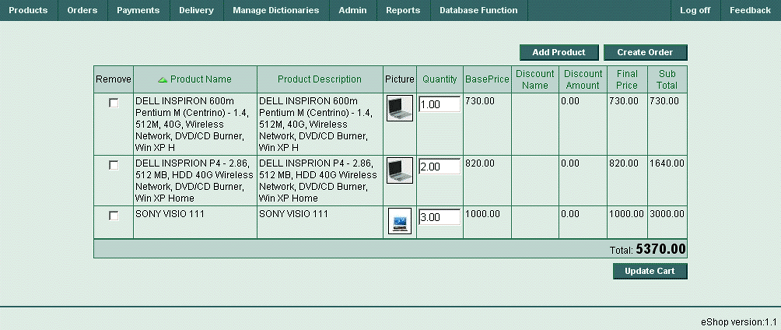 Products Orders Payments Delivery Manage Dictionaries Admin Reports Database Function Log off Feedback
Add Product Create Order
Remove Product Name Product Description Picture Quantity BasePrice Discount Name Discount Amount Final Price Sub Total
DELL INSPIRON 600m DELL INSPIRON 600m 1.00 730.00 0.00 730.00 730.00
Pentium M (Centrino) - 1.4, Pentium M (Centrino) - 1.4,
512M, 40G, Wireless 512M, 40G, Wireless
Network, DVD/CD Burner, Network, DVD/CD Burner,
Win XP H Win XP H
DELL INSPRION P4 - 2.86, DELL INSPRION P4 - 2.86, 2.00 820.00 0.00 820.00 1640.00
512 MB, HDD 40G Wireless 512 MB, HDD 40G Wireless
Network, DVD/CD Burner, Network, DVD/CD Burner,
Win XP Home Win XP Home
SONY VISIO 111 SONY VISIO 111 3.00 1000.00 0.00 1000.00 3000.00
Total: 5370.00
Update Cart
eShop version:1.1